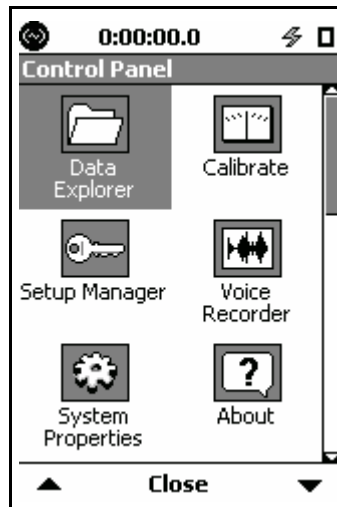 0:00:00.0
Control Panel
Data
Explorer
Calibrate
Setup Manager
Voice
Recorder
System
Properties
?
About
Close